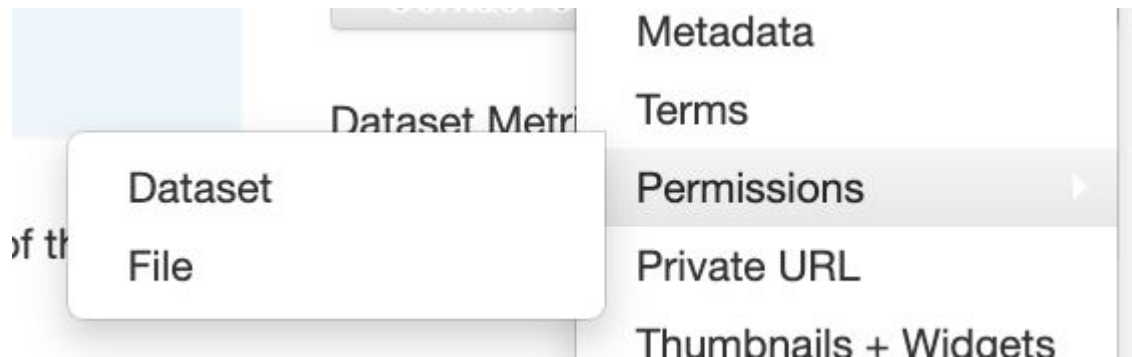 Metadata
Dataset Metri
Terms
Dataset
Permissions
of th
File
Private URL
Thumbnails + Widgets